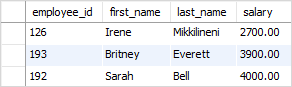 employee_id first_name last_name salary
126 Irene Mikkilineni 2700.00
193 Britney Everett 3900.00
192 Sarah Bell 4000.00